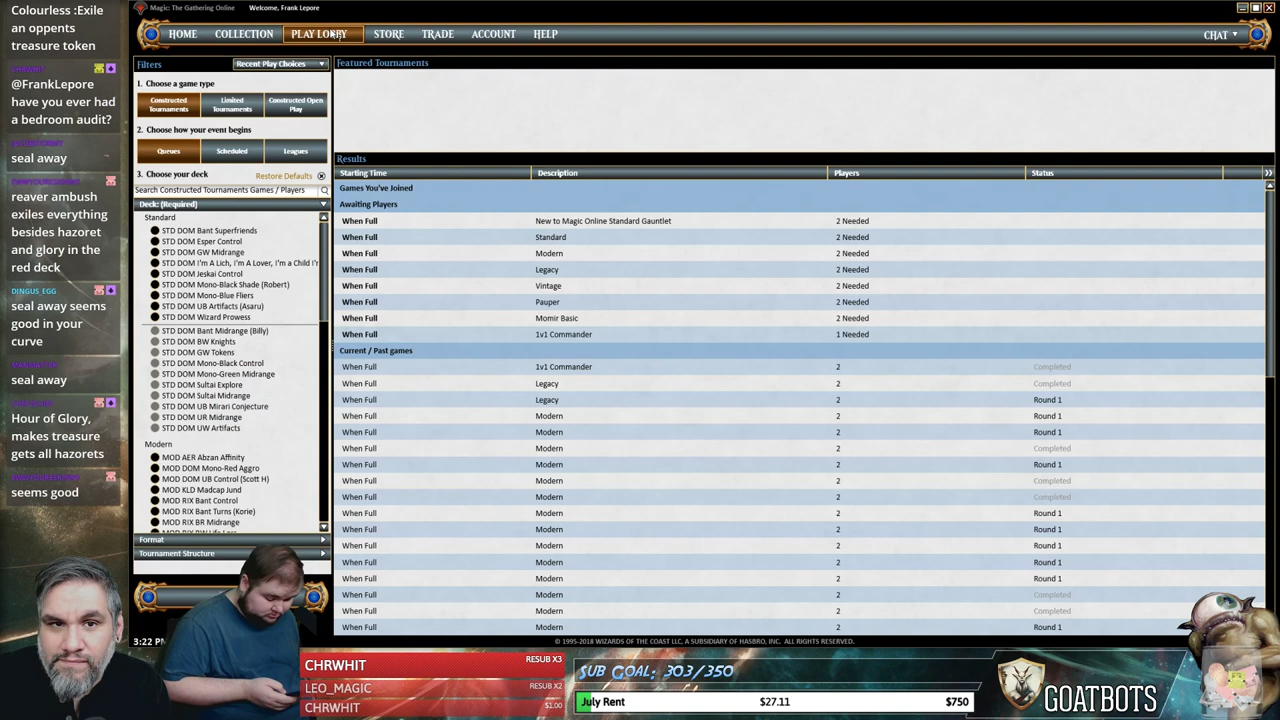 Colourless :Exile
an oppents
treasure token
@FrankLepore
have you ever had
a bedroom audit?
seal away
reaver ambush
exiles everything
besides hazoret
and glory in the
red deck
DINGUS_EGG
seal away seems
good in your
curve
seal away
Hour of Glory,
makes treasure
gets all hazorets
seems good
Magic: The Gathering Online Welcome, Frank Lepore
HOME COLLECTION PLAY LOBBY STORE TRADE ACCOUNT HELP CHAT
Filters Recent Play Choices
1. Choose a game type
Constructed Tournaments Limited Tournaments Constructed Open Play
2. Choose how your event begins
Queues Scheduled Leagues
3. Choose your deck Restore Defaults
Search Constructed Tournaments Games / Players
Deck: (Required)
Standard
STD DOM Bant Superfriends
STD DOM Esper Control
STD DOM GW Midrange
STD DOM I'm A Lich, I'm A Lover, I'm a Child I'r
STD DOM Jeskai Control
STD DOM Mono-Black Shade (Robert)
STD DOM Mono-Blue Fliers
STD DOM UB Artifacts (Asaru)
STD DOM Wizard Prowess
STD DOM Bant Midrange (Billy)
STD DOM BW Knights
STD DOM GW Tokens
STD DOM Mono-Black Control
STD DOM Mono-Green Midrange
STD DOM Sultai Explore
STD DOM Sultai Midrange
STD DOM UB Mirari Conjecture
STD DOM UR Midrange
STD DOM UW Artifacts
Modern
MOD AER Abzan Affinity
MOD DOM Mono-Red Aggro
MOD DOM UB Control (Scott H)
MOD KLD Madcap Jund
MOD RIX Bant Control
MOD RIX Bant Turns (Korie)
MOD RIX BR Midrange
Format
Tournament Structure
Featured Tournaments
Results
Starting Time Description Players Status
Games You've Joined
Awaiting Players
When Full New to Magic Online Standard Gauntlet 2 Needed
When Full Standard 2 Needed
When Full Modern 2 Needed
When Full Legacy 2 Needed
When Full Vintage 2 Needed
When Full Pauper 2 Needed
When Full Momir Basic 2 Needed
When Full 1v1 Commander 1 Needed
Current / Past games
When Full 1v1 Commander 2 Completed
When Full Legacy 2 Completed
When Full Legacy 2 Round 1
When Full Modern 2 Round 1
When Full Modern 2 Round 1
When Full Modern 2 Completed
When Full Modern 2 Round 1
When Full Modern 2 Completed
When Full Modern 2 Completed
When Full Modern 2 Round 1
When Full Modern 2 Round 1
When Full Modern 2 Round 1
When Full Modern 2 Round 1
When Full Modern 2 Round 1
When Full Modern 2 Completed
When Full Modern 2 Completed
When Full Modern 2 Round 1
© 1995-2018 WIZARDS OF THE COAST LLC, A SUBSIDIARY OF HASBRO, INC. ALL RIGHTS RESERVED.
3:22 PM
CHRWHIT RESUB X3
LEO_MAGIC RESUB X2
CHRWHIT $1.00
SUB GOAL: 303/350
July Rent $27.11 $750
GOATBOTS